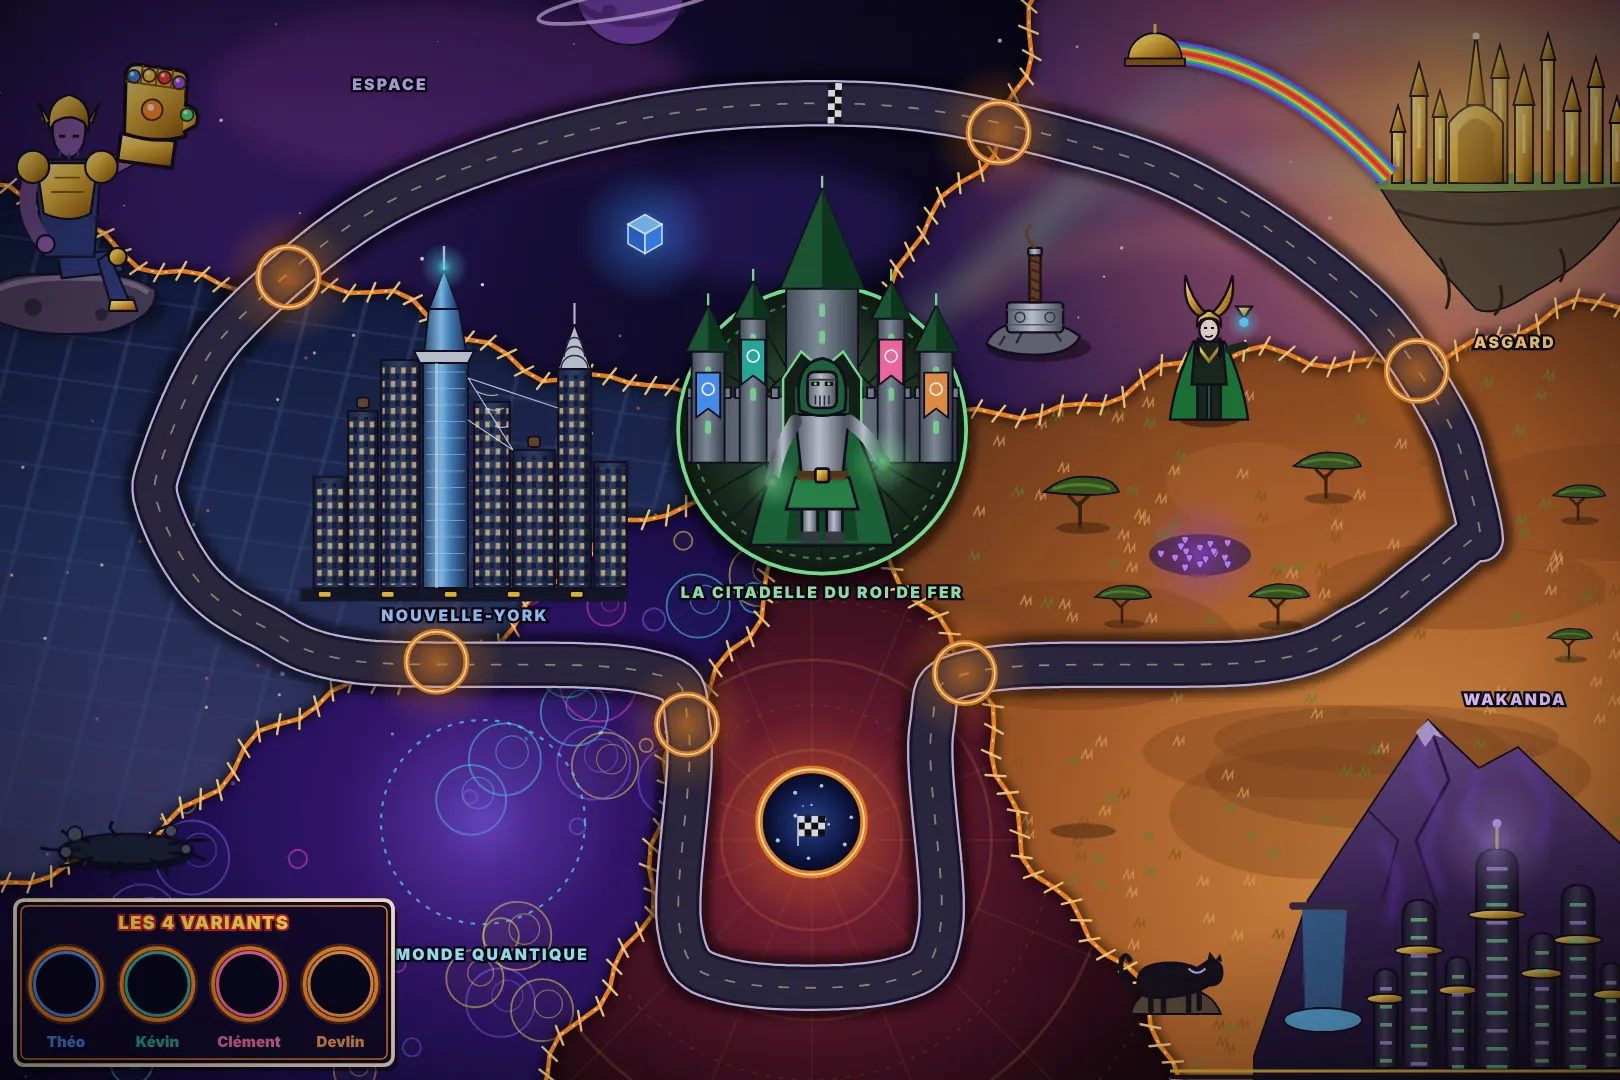 ESPACE
ASGARD
LA CITADELLE DU ROI DE FER
NOUVELLE-YORK
WAKANDA
LES 4 VARIANTS
MONDE QUANTIQUE
Théo
Kévin
Clément
Devlin